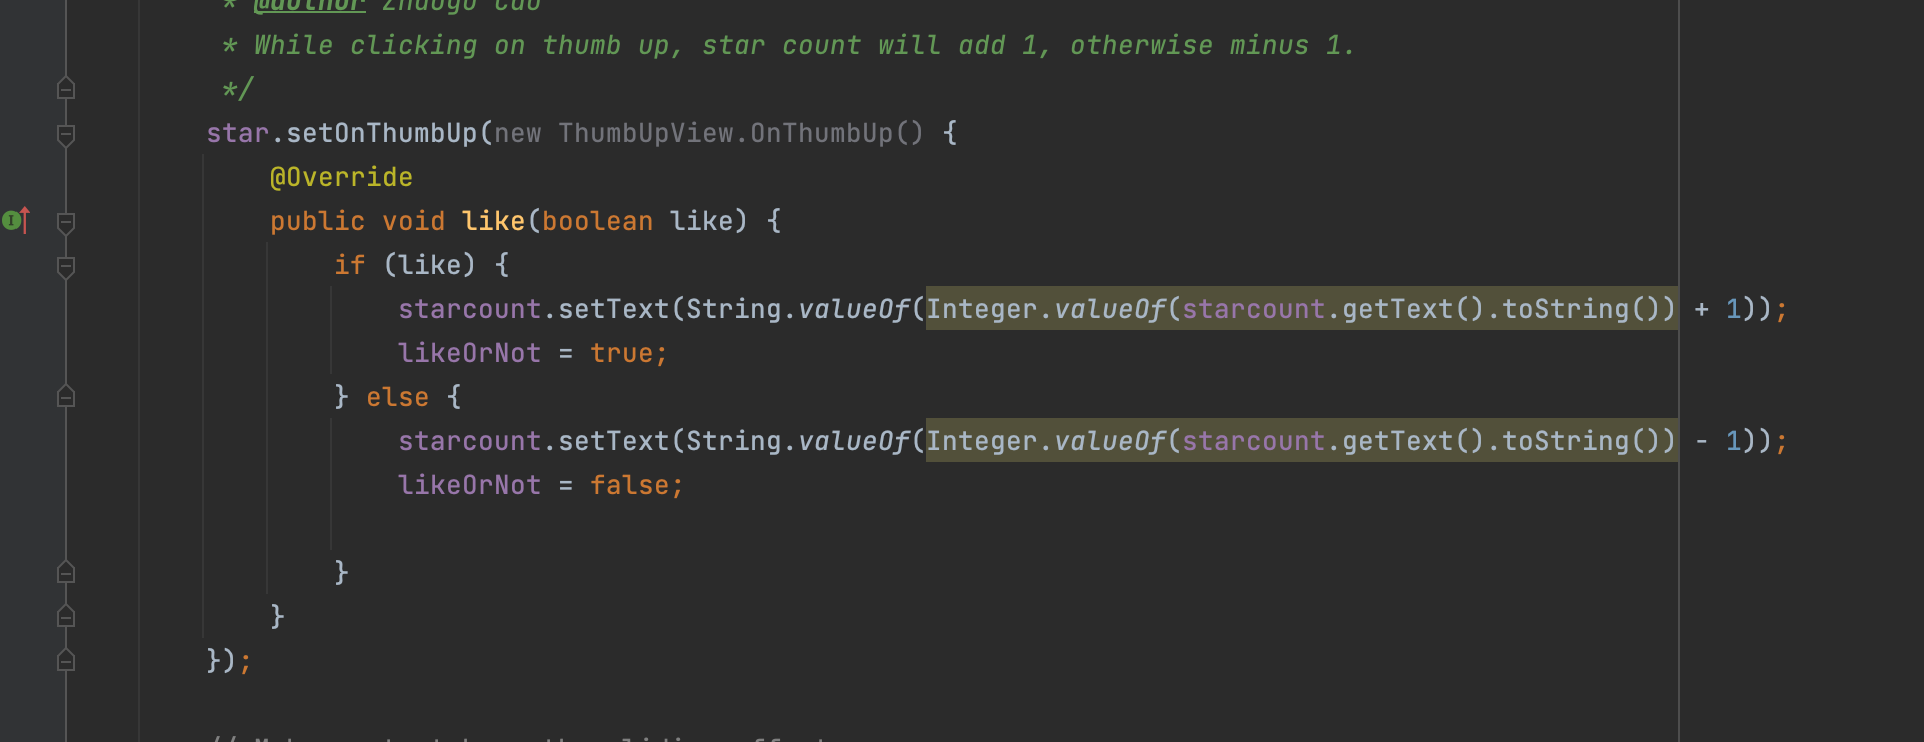 * @author Zhaoyu Cao
* While clicking on thumb up, star count will add 1, otherwise minus 1.
*/
star.setOnThumbUp(new ThumbUpView.OnThumbUp() {
@Override
public void like(boolean like) {
if (like) {
starcount.setText(String.valueOf(Integer.valueOf(starcount.getText().toString()) + 1));
likeOrNot = true;
} else {
starcount.setText(String.valueOf(Integer.valueOf(starcount.getText().toString()) - 1));
likeOrNot = false;
}
}
});